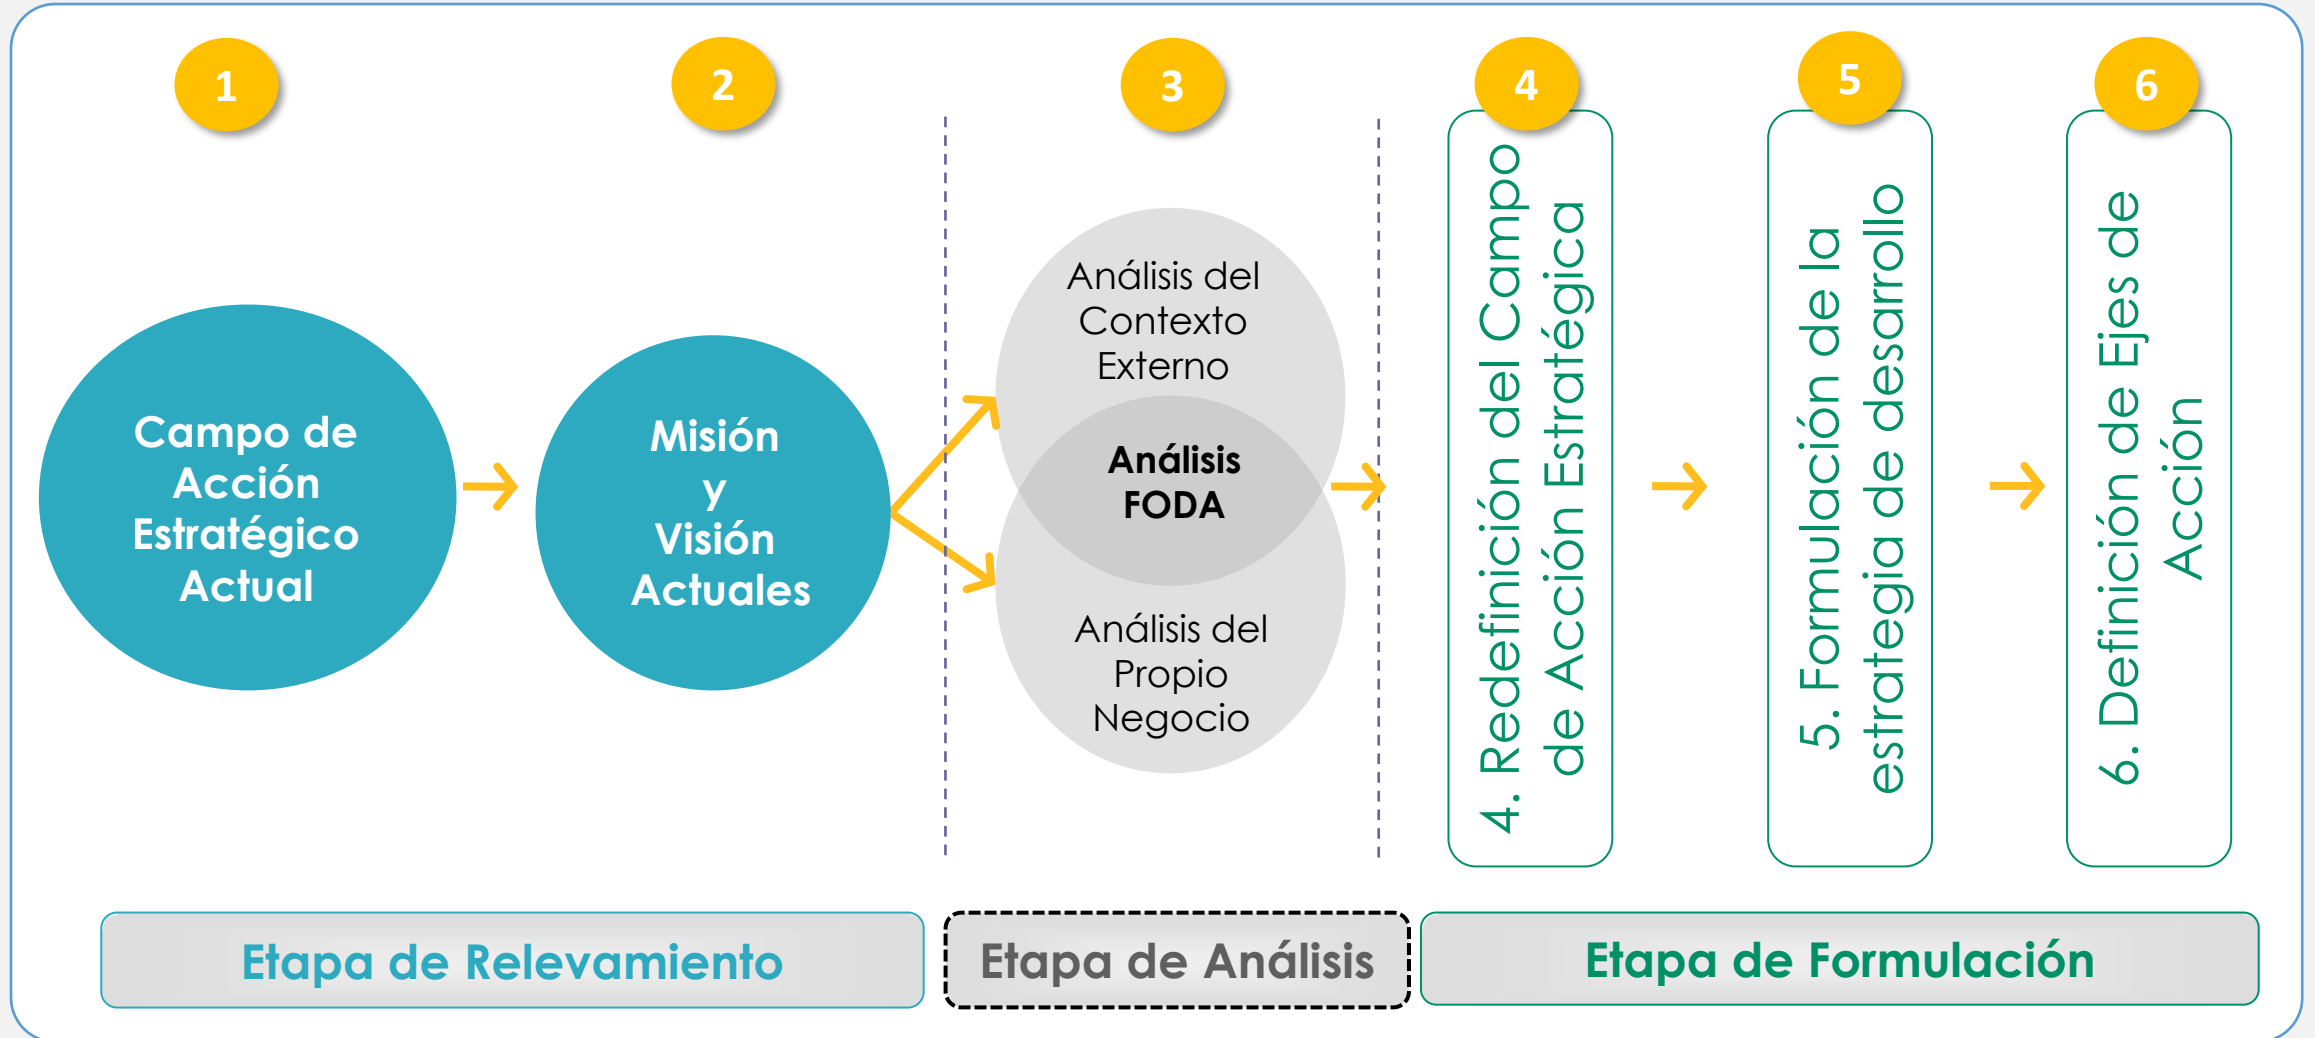 1
2
3
4
5
6
Campo de
Acción
Estratégico
Actual
Misión
y
Visión
Actuales
Análisis del
Contexto
Externo
Análisis
FODA
Análisis del
Propio
Negocio
4. Redefinición del Campo
de Acción Estratégica
5. Formulación de la
estrategia de desarrollo
6. Definición de Ejes de
Acción
Etapa de Relevamiento
Etapa de Análisis
Etapa de Formulación